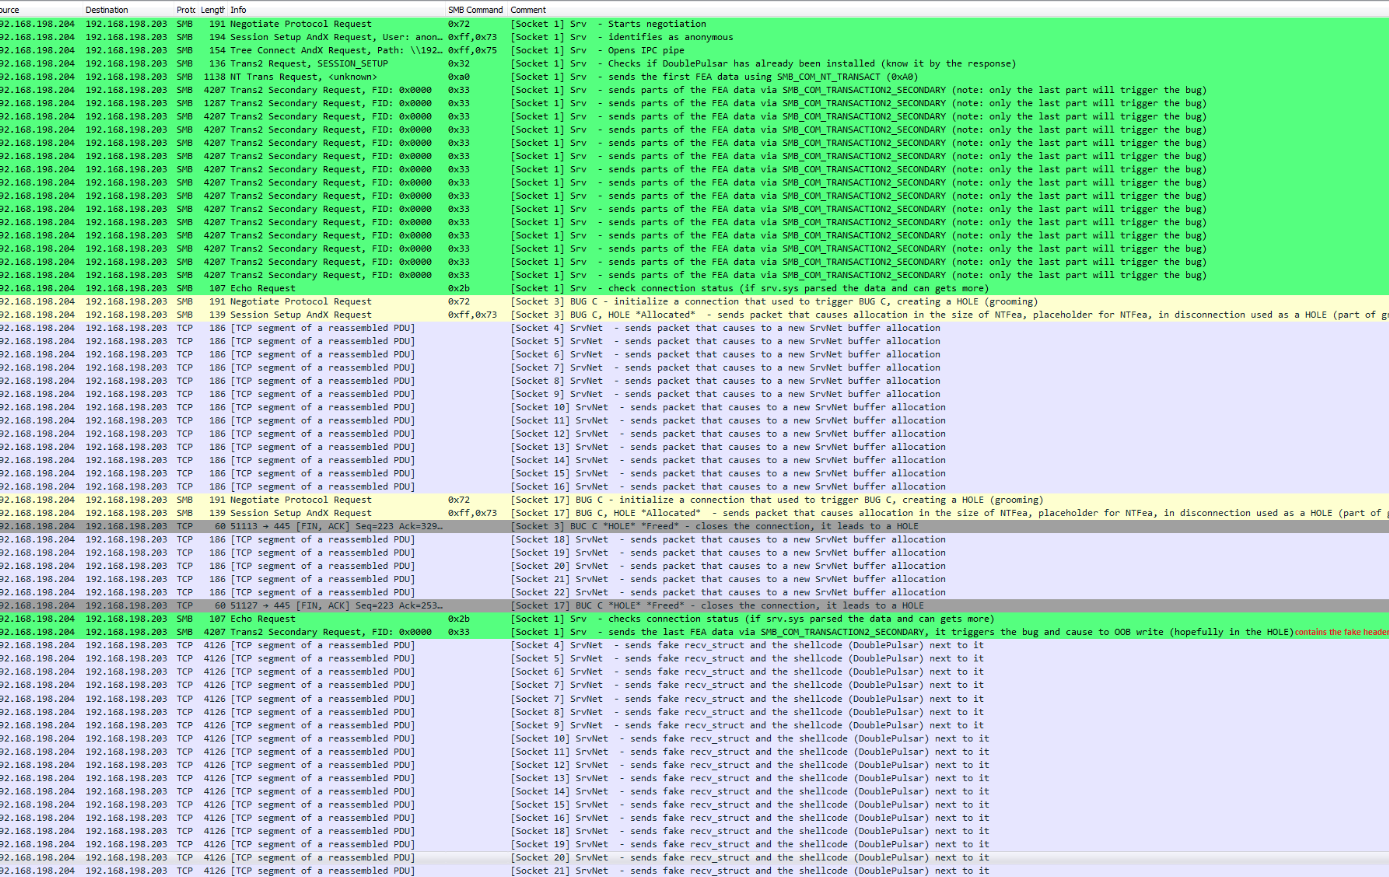 ource Destination Protc Lengtł Info SMB Command Comment
92.168.198.204 192.168.198.203 SMB 191 Negotiate Protocol Request 0x72 [Socket 1] Srv - Starts negotiation
92.168.198.204 192.168.198.203 SMB 194 Session Setup AndX Request, User: anon… 0xff,0x73 [Socket 1] Srv - identifies as anonymous
92.168.198.204 192.168.198.203 SMB 154 Tree Connect AndX Request, Path: \\192… 0xff,0x75 [Socket 1] Srv - Opens IPC pipe
92.168.198.204 192.168.198.203 SMB 136 Trans2 Request, SESSION_SETUP 0x32 [Socket 1] Srv - Checks if DoublePulsar has already been installed (know it by the response)
92.168.198.204 192.168.198.203 SMB 1138 NT Trans Request, <unknown> 0xa0 [Socket 1] Srv - sends the first FEA data using SMB_COM_NT_TRANSACT (0xA0)
92.168.198.204 192.168.198.203 SMB 4207 Trans2 Secondary Request, FID: 0x0000 0x33 [Socket 1] Srv - sends parts of the FEA data via SMB_COM_TRANSACTION2_SECONDARY (note: only the last part will trigger the bug)
92.168.198.204 192.168.198.203 SMB 1287 Trans2 Secondary Request, FID: 0x0000 0x33 [Socket 1] Srv - sends parts of the FEA data via SMB_COM_TRANSACTION2_SECONDARY (note: only the last part will trigger the bug)
92.168.198.204 192.168.198.203 SMB 4207 Trans2 Secondary Request, FID: 0x0000 0x33 [Socket 1] Srv - sends parts of the FEA data via SMB_COM_TRANSACTION2_SECONDARY (note: only the last part will trigger the bug)
92.168.198.204 192.168.198.203 SMB 4207 Trans2 Secondary Request, FID: 0x0000 0x33 [Socket 1] Srv - sends parts of the FEA data via SMB_COM_TRANSACTION2_SECONDARY (note: only the last part will trigger the bug)
92.168.198.204 192.168.198.203 SMB 4207 Trans2 Secondary Request, FID: 0x0000 0x33 [Socket 1] Srv - sends parts of the FEA data via SMB_COM_TRANSACTION2_SECONDARY (note: only the last part will trigger the bug)
92.168.198.204 192.168.198.203 SMB 4207 Trans2 Secondary Request, FID: 0x0000 0x33 [Socket 1] Srv - sends parts of the FEA data via SMB_COM_TRANSACTION2_SECONDARY (note: only the last part will trigger the bug)
92.168.198.204 192.168.198.203 SMB 4207 Trans2 Secondary Request, FID: 0x0000 0x33 [Socket 1] Srv - sends parts of the FEA data via SMB_COM_TRANSACTION2_SECONDARY (note: only the last part will trigger the bug)
92.168.198.204 192.168.198.203 SMB 4207 Trans2 Secondary Request, FID: 0x0000 0x33 [Socket 1] Srv - sends parts of the FEA data via SMB_COM_TRANSACTION2_SECONDARY (note: only the last part will trigger the bug)
92.168.198.204 192.168.198.203 SMB 4207 Trans2 Secondary Request, FID: 0x0000 0x33 [Socket 1] Srv - sends parts of the FEA data via SMB_COM_TRANSACTION2_SECONDARY (note: only the last part will trigger the bug)
92.168.198.204 192.168.198.203 SMB 4207 Trans2 Secondary Request, FID: 0x0000 0x33 [Socket 1] Srv - sends parts of the FEA data via SMB_COM_TRANSACTION2_SECONDARY (note: only the last part will trigger the bug)
92.168.198.204 192.168.198.203 SMB 4207 Trans2 Secondary Request, FID: 0x0000 0x33 [Socket 1] Srv - sends parts of the FEA data via SMB_COM_TRANSACTION2_SECONDARY (note: only the last part will trigger the bug)
92.168.198.204 192.168.198.203 SMB 4207 Trans2 Secondary Request, FID: 0x0000 0x33 [Socket 1] Srv - sends parts of the FEA data via SMB_COM_TRANSACTION2_SECONDARY (note: only the last part will trigger the bug)
92.168.198.204 192.168.198.203 SMB 4207 Trans2 Secondary Request, FID: 0x0000 0x33 [Socket 1] Srv - sends parts of the FEA data via SMB_COM_TRANSACTION2_SECONDARY (note: only the last part will trigger the bug)
92.168.198.204 192.168.198.203 SMB 4207 Trans2 Secondary Request, FID: 0x0000 0x33 [Socket 1] Srv - sends parts of the FEA data via SMB_COM_TRANSACTION2_SECONDARY (note: only the last part will trigger the bug)
92.168.198.204 192.168.198.203 SMB 4207 Trans2 Secondary Request, FID: 0x0000 0x33 [Socket 1] Srv - sends parts of the FEA data via SMB_COM_TRANSACTION2_SECONDARY (note: only the last part will trigger the bug)
92.168.198.204 192.168.198.203 SMB 107 Echo Request 0x2b [Socket 1] Srv - check connection status (if srv.sys parsed the data and can gets more)
92.168.198.204 192.168.198.203 SMB 191 Negotiate Protocol Request 0x72 [Socket 3] BUG C - initialize a connection that used to trigger BUG C, creating a HOLE (grooming)
92.168.198.204 192.168.198.203 SMB 139 Session Setup AndX Request 0xff,0x73 [Socket 3] BUG C, HOLE *Allocated* - sends packet that causes allocation in the size of NTFea, placeholder for NTFea, in disconnection used as a HOLE (part of g
92.168.198.204 192.168.198.203 TCP 186 [TCP segment of a reassembled PDU] [Socket 4] SrvNet - sends packet that causes to a new SrvNet buffer allocation
92.168.198.204 192.168.198.203 TCP 186 [TCP segment of a reassembled PDU] [Socket 5] SrvNet - sends packet that causes to a new SrvNet buffer allocation
92.168.198.204 192.168.198.203 TCP 186 [TCP segment of a reassembled PDU] [Socket 6] SrvNet - sends packet that causes to a new SrvNet buffer allocation
92.168.198.204 192.168.198.203 TCP 186 [TCP segment of a reassembled PDU] [Socket 7] SrvNet - sends packet that causes to a new SrvNet buffer allocation
92.168.198.204 192.168.198.203 TCP 186 [TCP segment of a reassembled PDU] [Socket 8] SrvNet - sends packet that causes to a new SrvNet buffer allocation
92.168.198.204 192.168.198.203 TCP 186 [TCP segment of a reassembled PDU] [Socket 9] SrvNet - sends packet that causes to a new SrvNet buffer allocation
92.168.198.204 192.168.198.203 TCP 186 [TCP segment of a reassembled PDU] [Socket 10] SrvNet - sends packet that causes to a new SrvNet buffer allocation
92.168.198.204 192.168.198.203 TCP 186 [TCP segment of a reassembled PDU] [Socket 11] SrvNet - sends packet that causes to a new SrvNet buffer allocation
92.168.198.204 192.168.198.203 TCP 186 [TCP segment of a reassembled PDU] [Socket 12] SrvNet - sends packet that causes to a new SrvNet buffer allocation
92.168.198.204 192.168.198.203 TCP 186 [TCP segment of a reassembled PDU] [Socket 13] SrvNet - sends packet that causes to a new SrvNet buffer allocation
92.168.198.204 192.168.198.203 TCP 186 [TCP segment of a reassembled PDU] [Socket 14] SrvNet - sends packet that causes to a new SrvNet buffer allocation
92.168.198.204 192.168.198.203 TCP 186 [TCP segment of a reassembled PDU] [Socket 15] SrvNet - sends packet that causes to a new SrvNet buffer allocation
92.168.198.204 192.168.198.203 TCP 186 [TCP segment of a reassembled PDU] [Socket 16] SrvNet - sends packet that causes to a new SrvNet buffer allocation
92.168.198.204 192.168.198.203 SMB 191 Negotiate Protocol Request 0x72 [Socket 17] BUG C - initialize a connection that used to trigger BUG C, creating a HOLE (grooming)
92.168.198.204 192.168.198.203 SMB 139 Session Setup AndX Request 0xff,0x73 [Socket 17] BUG C, HOLE *Allocated* - sends packet that causes allocation in the size of NTFea, placeholder for NTFea, in disconnection used as a HOLE (part of g
92.168.198.204 192.168.198.203 TCP 60 51113 → 445 [FIN, ACK] Seq=223 Ack=329… [Socket 3] BUC C *HOLE* *Freed* - closes the connection, it leads to a HOLE
92.168.198.204 192.168.198.203 TCP 186 [TCP segment of a reassembled PDU] [Socket 18] SrvNet - sends packet that causes to a new SrvNet buffer allocation
92.168.198.204 192.168.198.203 TCP 186 [TCP segment of a reassembled PDU] [Socket 19] SrvNet - sends packet that causes to a new SrvNet buffer allocation
92.168.198.204 192.168.198.203 TCP 186 [TCP segment of a reassembled PDU] [Socket 20] SrvNet - sends packet that causes to a new SrvNet buffer allocation
92.168.198.204 192.168.198.203 TCP 186 [TCP segment of a reassembled PDU] [Socket 21] SrvNet - sends packet that causes to a new SrvNet buffer allocation
92.168.198.204 192.168.198.203 TCP 186 [TCP segment of a reassembled PDU] [Socket 22] SrvNet - sends packet that causes to a new SrvNet buffer allocation
92.168.198.204 192.168.198.203 TCP 60 51127 → 445 [FIN, ACK] Seq=223 Ack=253… [Socket 17] BUC C *HOLE* *Freed* - closes the connection, it leads to a HOLE
92.168.198.204 192.168.198.203 SMB 107 Echo Request 0x2b [Socket 1] Srv - checks connection status (if srv.sys parsed the data and can gets more)
92.168.198.204 192.168.198.203 SMB 4207 Trans2 Secondary Request, FID: 0x0000 0x33 [Socket 1] Srv - sends the last FEA data via SMB_COM_TRANSACTION2_SECONDARY, it triggers the bug and cause to OOB write (hopefully in the HOLE)contains the fake header
92.168.198.204 192.168.198.203 TCP 4126 [TCP segment of a reassembled PDU] [Socket 4] SrvNet - sends fake recv_struct and the shellcode (DoublePulsar) next to it
92.168.198.204 192.168.198.203 TCP 4126 [TCP segment of a reassembled PDU] [Socket 5] SrvNet - sends fake recv_struct and the shellcode (DoublePulsar) next to it
92.168.198.204 192.168.198.203 TCP 4126 [TCP segment of a reassembled PDU] [Socket 6] SrvNet - sends fake recv_struct and the shellcode (DoublePulsar) next to it
92.168.198.204 192.168.198.203 TCP 4126 [TCP segment of a reassembled PDU] [Socket 7] SrvNet - sends fake recv_struct and the shellcode (DoublePulsar) next to it
92.168.198.204 192.168.198.203 TCP 4126 [TCP segment of a reassembled PDU] [Socket 7] SrvNet - sends fake recv_struct and the shellcode (DoublePulsar) next to it
92.168.198.204 192.168.198.203 TCP 4126 [TCP segment of a reassembled PDU] [Socket 8] SrvNet - sends fake recv_struct and the shellcode (DoublePulsar) next to it
92.168.198.204 192.168.198.203 TCP 4126 [TCP segment of a reassembled PDU] [Socket 9] SrvNet - sends fake recv_struct and the shellcode (DoublePulsar) next to it
92.168.198.204 192.168.198.203 TCP 4126 [TCP segment of a reassembled PDU] [Socket 10] SrvNet - sends fake recv_struct and the shellcode (DoublePulsar) next to it
92.168.198.204 192.168.198.203 TCP 4126 [TCP segment of a reassembled PDU] [Socket 11] SrvNet - sends fake recv_struct and the shellcode (DoublePulsar) next to it
92.168.198.204 192.168.198.203 TCP 4126 [TCP segment of a reassembled PDU] [Socket 12] SrvNet - sends fake recv_struct and the shellcode (DoublePulsar) next to it
92.168.198.204 192.168.198.203 TCP 4126 [TCP segment of a reassembled PDU] [Socket 13] SrvNet - sends fake recv_struct and the shellcode (DoublePulsar) next to it
92.168.198.204 192.168.198.203 TCP 4126 [TCP segment of a reassembled PDU] [Socket 14] SrvNet - sends fake recv_struct and the shellcode (DoublePulsar) next to it
92.168.198.204 192.168.198.203 TCP 4126 [TCP segment of a reassembled PDU] [Socket 15] SrvNet - sends fake recv_struct and the shellcode (DoublePulsar) next to it
92.168.198.204 192.168.198.203 TCP 4126 [TCP segment of a reassembled PDU] [Socket 16] SrvNet - sends fake recv_struct and the shellcode (DoublePulsar) next to it
92.168.198.204 192.168.198.203 TCP 4126 [TCP segment of a reassembled PDU] [Socket 18] SrvNet - sends fake recv_struct and the shellcode (DoublePulsar) next to it
92.168.198.204 192.168.198.203 TCP 4126 [TCP segment of a reassembled PDU] [Socket 19] SrvNet - sends fake recv_struct and the shellcode (DoublePulsar) next to it
92.168.198.204 192.168.198.203 TCP 4126 [TCP segment of a reassembled PDU] [Socket 20] SrvNet - sends fake recv_struct and the shellcode (DoublePulsar) next to it
92.168.198.204 192.168.198.203 TCP 4126 [TCP segment of a reassembled PDU] [Socket 21] SrvNet - sends fake recv_struct and the shellcode (DoublePulsar) next to it